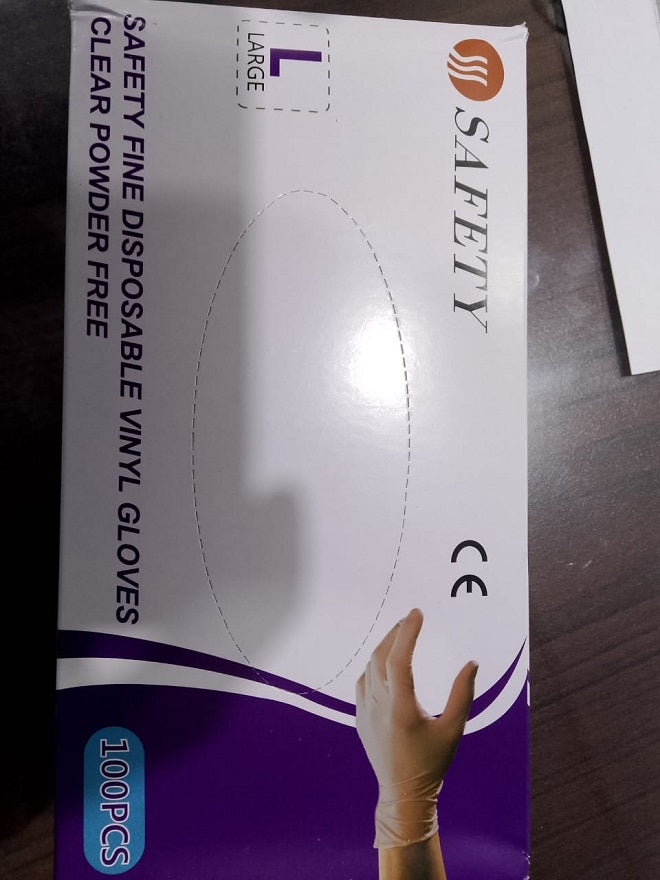 SAFETY
CE
L
LARGE
SAFETY FINE DISPOSABLE VINYL GLOVES
CLEAR POWDER FREE
100PCS